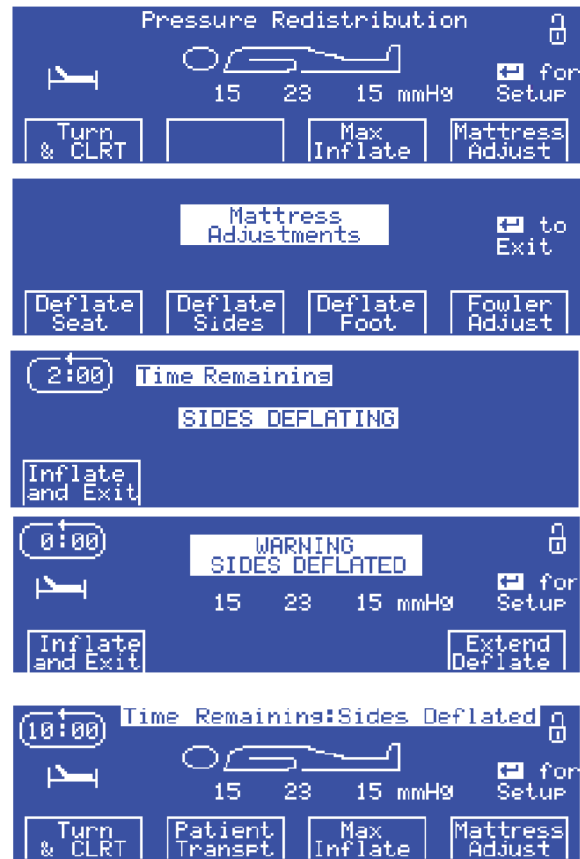 Pressure Redistribution
for
15 23 15 mmHg Setup
Turn & CLRT
Max Inflate
Mattress Adjust
Mattress
Adjustments
to
Exit
Deflate Seat
Deflate Sides
Deflate Foot
Fowler Adjust
2:00 Time Remaining
SIDES DEFLATING
Inflate and Exit
0:00
WARNING
SIDES DEFLATED
for
15 23 15 mmHg Setup
Inflate and Exit
Extend Deflate
10:00 Time Remaining:Sides Deflated
for
15 23 15 mmHg Setup
Turn & CLRT
Patient Transpt
Max Inflate
Mattress Adjust